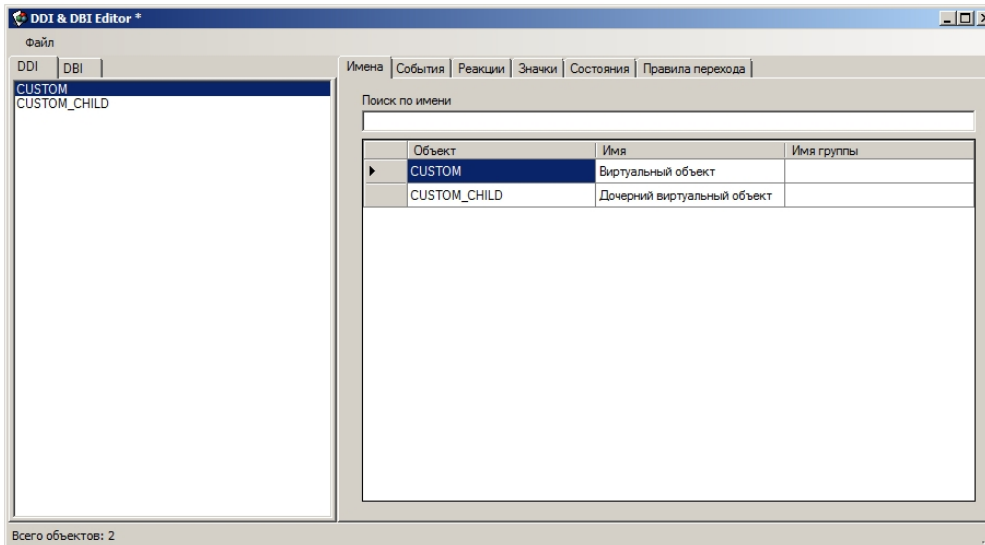 DDI & DBI Editor *
Файл
DDI DBI
CUSTOM
CUSTOM_CHILD
Имена События Реакции Значки Состояния Правила перехода
Поиск по имени
Объект Имя Имя группы
CUSTOM Виртуальный объект
CUSTOM_CHILD Дочерний виртуальный объект
Всего объектов: 2